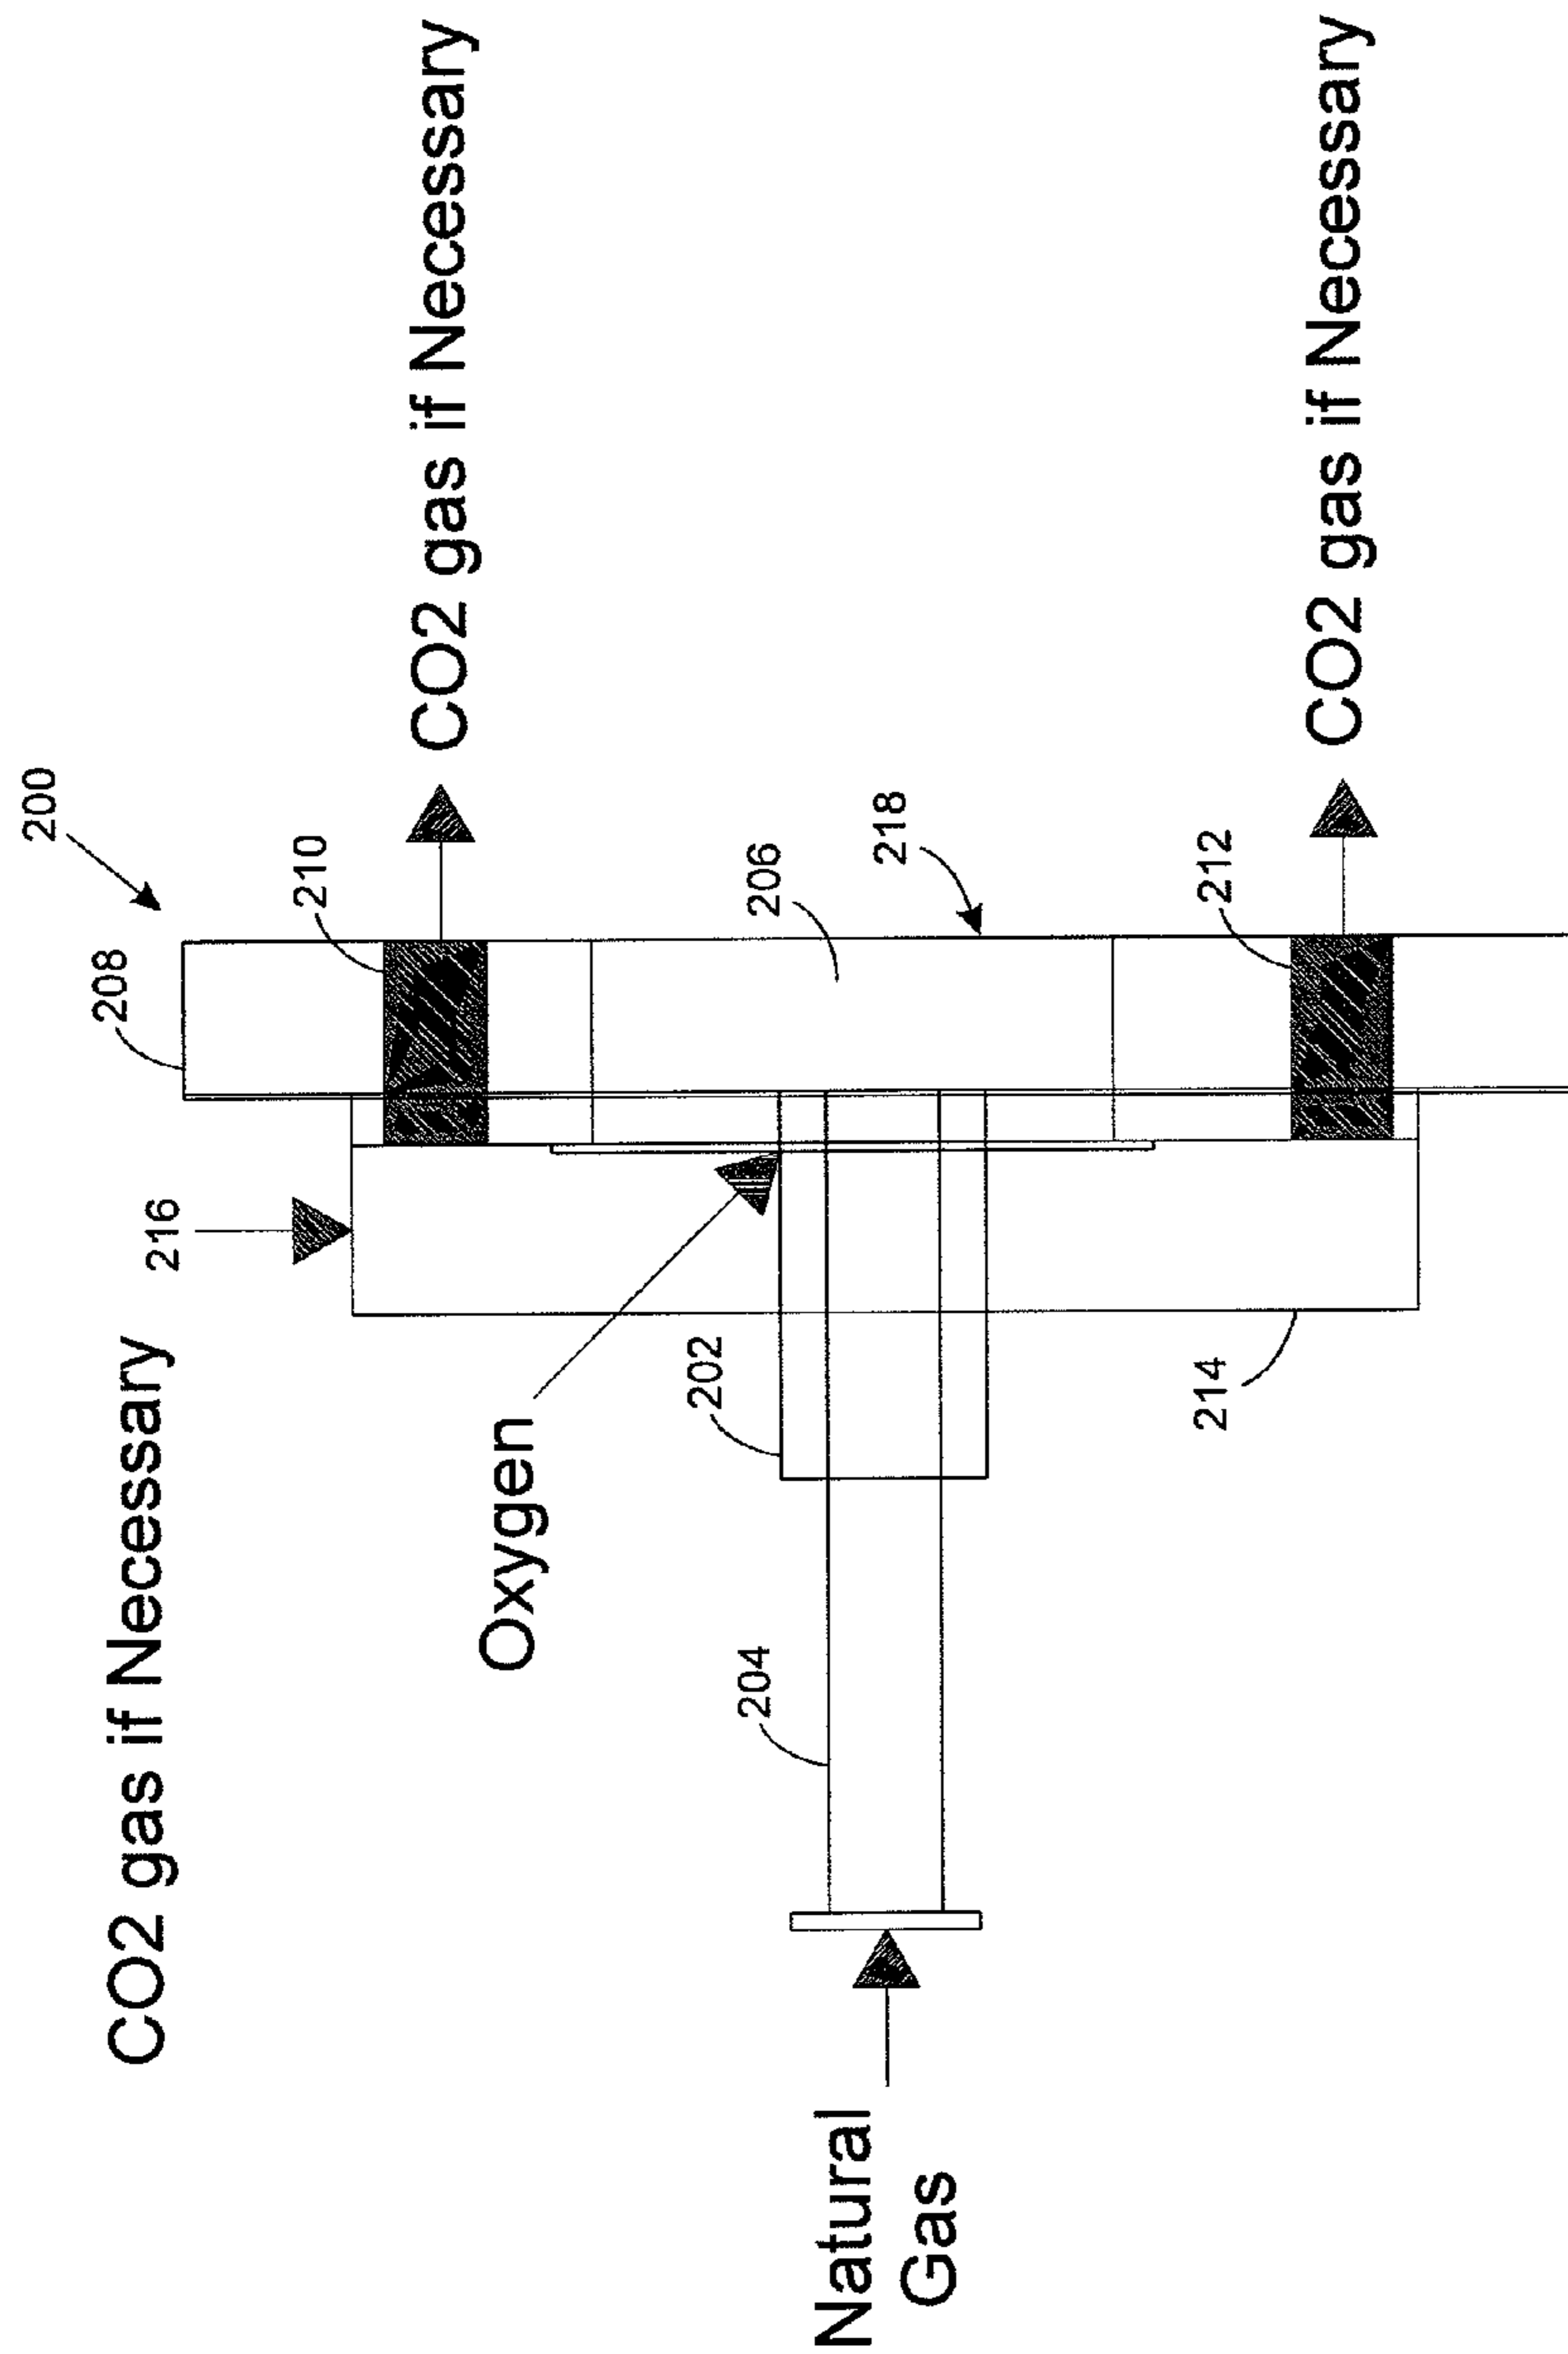 200
208
CO2 gas if Necessary
216
210
CO2 gas if Necessary
Oxygen
202
204
206
Natural
Gas
218
214
212
CO2 gas if Necessary